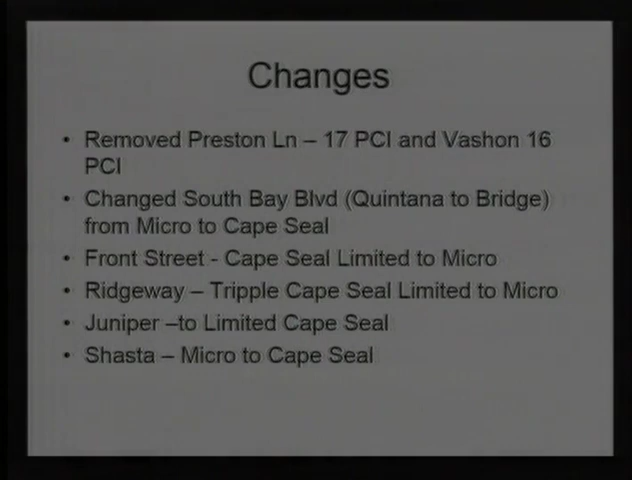 Changes
• Removed Preston Ln – 17 PCI and Vashon 16
PCI
• Changed South Bay Blvd (Quintana to Bridge)
from Micro to Cape Seal
• Front Street - Cape Seal Limited to Micro
• Ridgeway – Tripple Cape Seal Limited to Micro
• Juniper –to Limited Cape Seal
• Shasta – Micro to Cape Seal